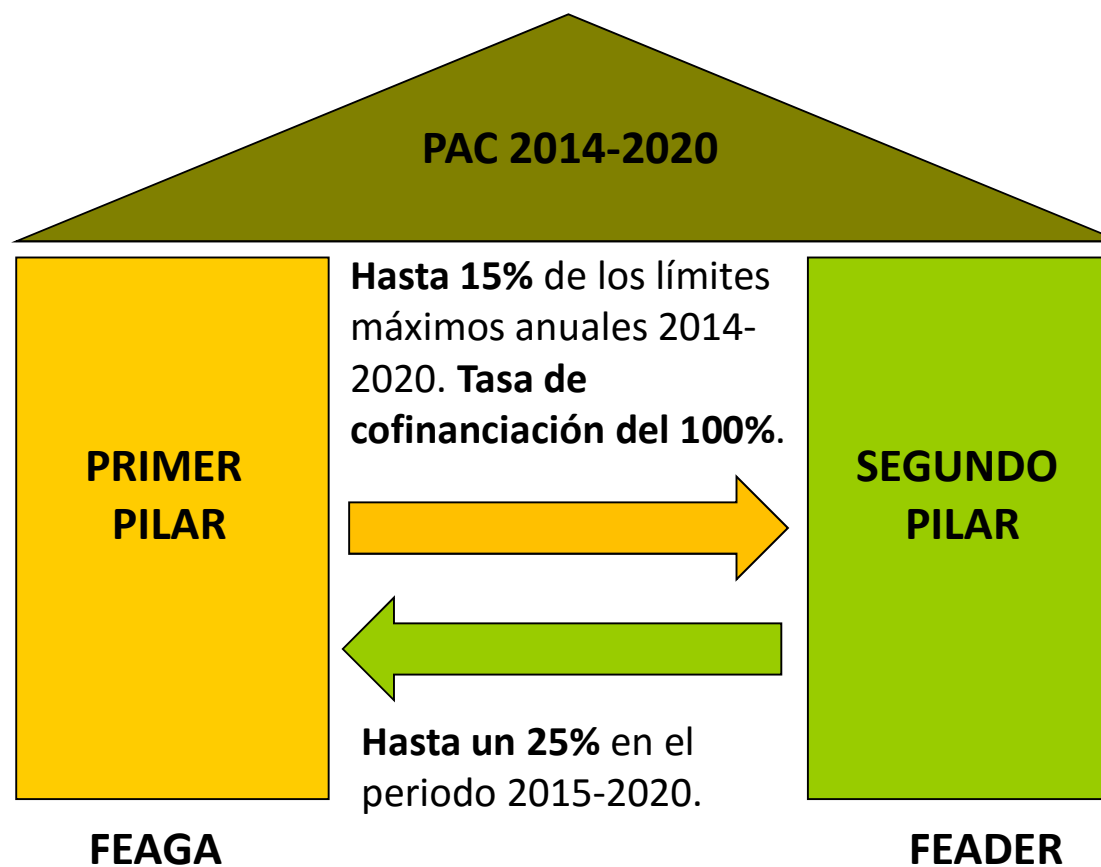 PAC 2014-2020
Hasta 15% de los límites
máximos anuales 2014-
2020. Tasa de
cofinanciación del 100%.
PRIMER
PILAR
SEGUNDO
PILAR
Hasta un 25% en el
periodo 2015-2020.
FEAGA
FEADER